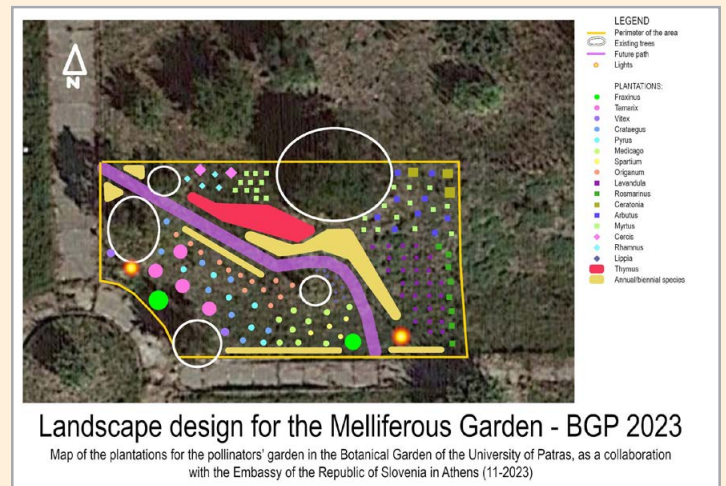 N
LEGEND
Perimeter of the area
Existing trees
Future path
Lights
PLANTATIONS:
Fraxinus
Tamarix
Vitex
Crataegus
Pyrus
Medicago
Spartium
Origanum
Lavandula
Rosmarinus
Ceratonia
Arbutus
Myrtus
Cercis
Rhamnus
Lippia
Thymus
Annual/biennial species
Landscape design for the Melliferous Garden - BGP 2023
Map of the plantations for the pollinators' garden in the Botanical Garden of the University of Patras, as a collaboration
with the Embassy of the Republic of Slovenia in Athens (11-2023)